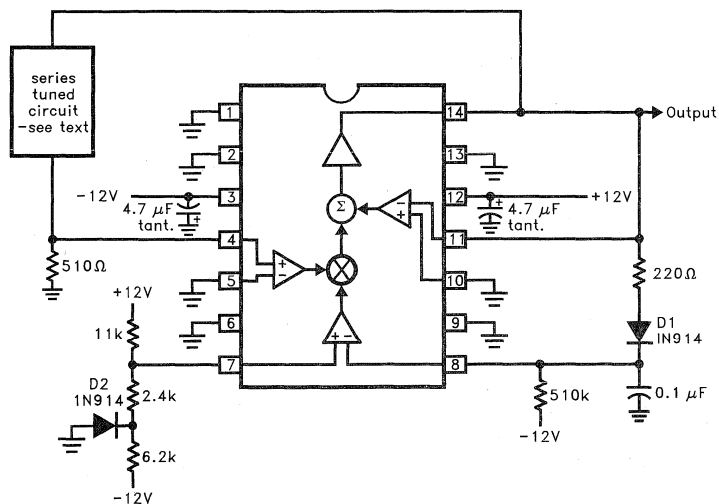 series
tuned
circuit
-see text
1
2
3
4
5
6
7
14
13
12
11
10
9
8
Output
-12V
4.7 μF
tant.
+
+12V
4.7 μF
tant.
+
Σ
+
-
-
+
+ -
510Ω
+12V
11k
2.4k
D2
1N914
6.2k
-12V
220Ω
D1
IN914
510k
-12V
0.1 μF